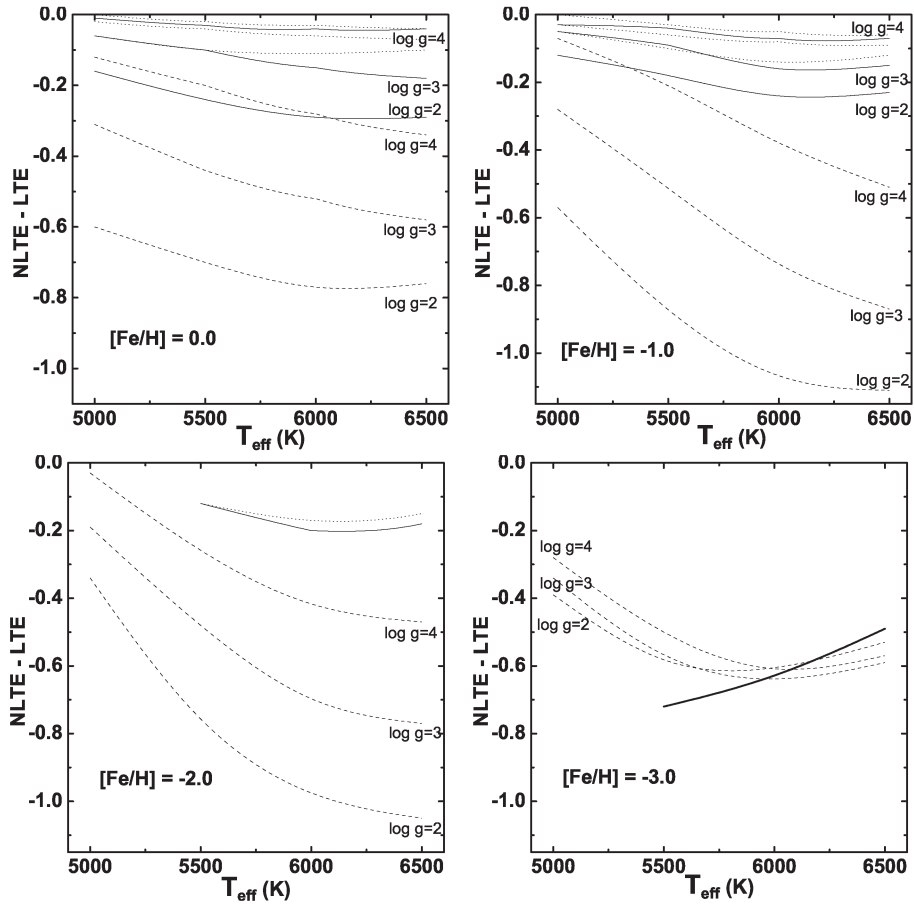 0.0
-0.2
-0.4
-0.6
-0.8
-1.0
NLTE - LTE
log g=4
log g=3
log g=2
log g=4
log g=3
log g=2
[Fe/H] = 0.0
5000 5500 6000 6500
Teff (K)
0.0
-0.2
-0.4
-0.6
-0.8
-1.0
NLTE - LTE
log g=4
log g=3
log g=2
log g=4
log g=3
log g=2
[Fe/H] = -1.0
5000 5500 6000 6500
Teff (K)
0.0
-0.2
-0.4
-0.6
-0.8
-1.0
NLTE - LTE
log g=4
log g=3
log g=2
[Fe/H] = -2.0
5000 5500 6000 6500
Teff (K)
0.0
-0.2
-0.4
-0.6
-0.8
-1.0
NLTE - LTE
log g=4
log g=3
log g=2
[Fe/H] = -3.0
5000 5500 6000 6500
Teff (K)